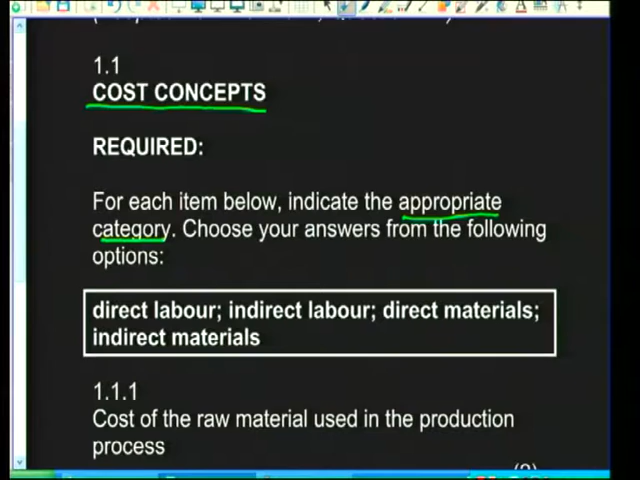 1.1
COST CONCEPTS
REQUIRED:
For each item below, indicate the appropriate
category. Choose your answers from the following
options:
direct labour; indirect labour; direct materials;
indirect materials
1.1.1
Cost of the raw material used in the production
process